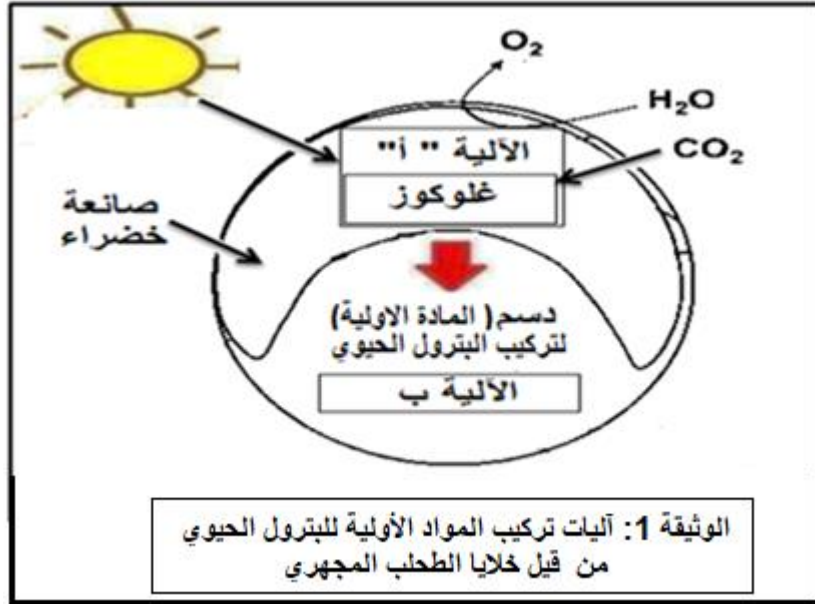 O₂
H₂O
الآلية " أ"
CO₂
غلوكوز
صانعة
خضراء
دسم( المادة الاولية)
لتركيب البترول الحيوي
الآلية ب
الوثيقة 1: آليات تركيب المواد الأولية للبترول الحيوي
من قيل خلايا الطحلب المجهري